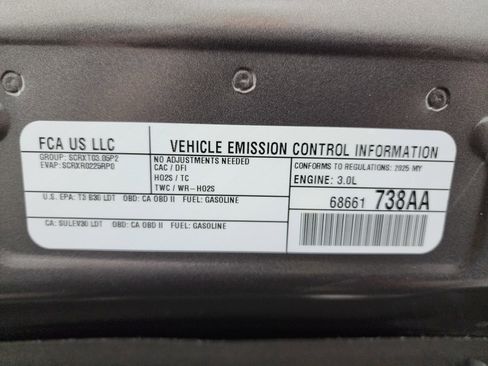 FCA US LLC
GROUP: SCRXT03.05P2
EVAP: SCRXR0225RP0
VEHICLE EMISSION CONTROL INFORMATION
NO ADJUSTMENTS NEEDED
CAC / DFI
HO2S / TC
TWC / WR-HO2S
CONFORMS TO REGULATIONS: 2025 MY
ENGINE: 3.0L
U.S. EPA: T3 B30 LDT OBD: CA OBD II FUEL: GASOLINE
CA: SULEV30 LDT OBD: CA OBD II FUEL: GASOLINE
68661 738AA